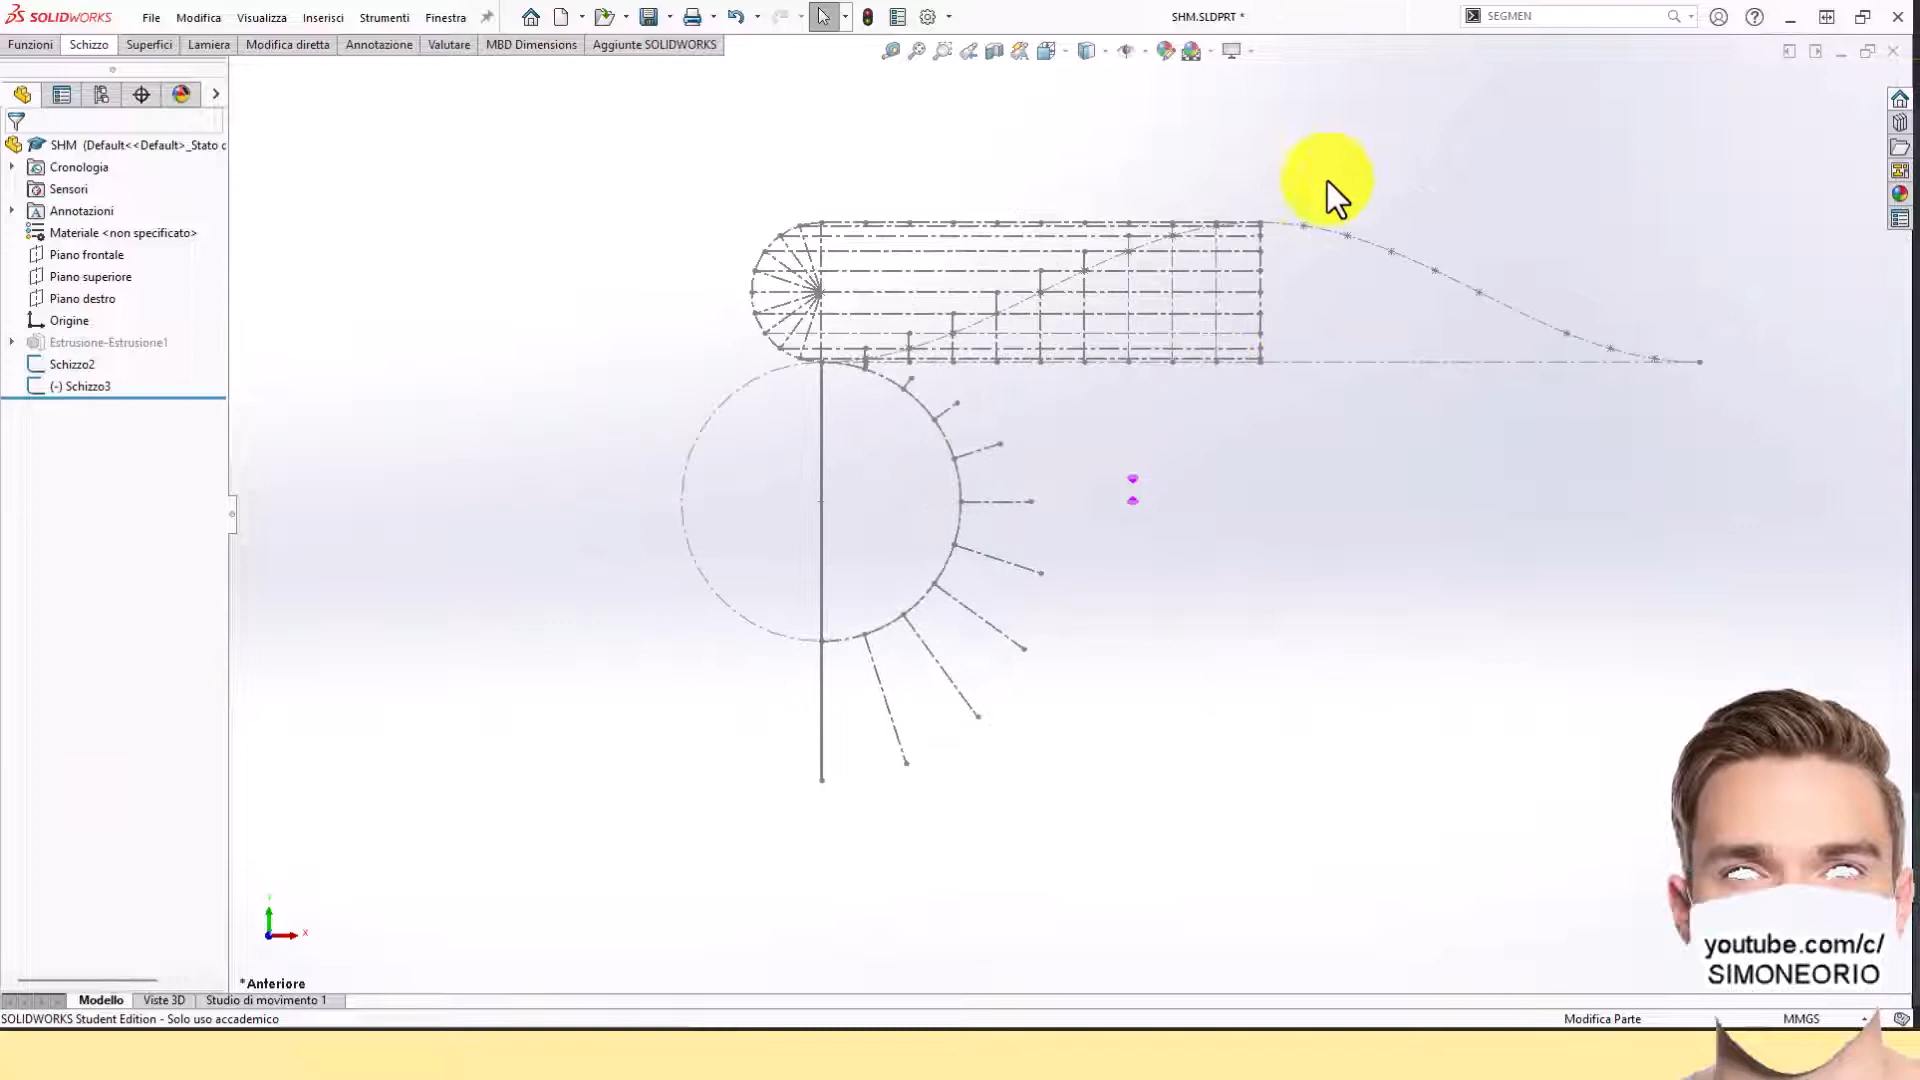 SOLIDWORKS File Modifica Visualizza Inserisci Strumenti Finestra SHM.SLDPRT * SEGMEN
Funzioni Schizzo Superfici Lamiera Modifica diretta Annotazione Valutare MBD Dimensions Aggiunte SOLIDWORKS
SHM (Default<<Default>_Stato c
Cronologia
Sensori
Annotazioni
Materiale <non specificato>
Piano frontale
Piano superiore
Piano destro
Origine
Estrusione-Estrusione1
Schizzo2
(-) Schizzo3
Y
X
*Anteriore
youtube.com/c/
SIMONEORIO
Modello Viste 3D Studio di movimento 1
SOLIDWORKS Student Edition - Solo uso accademico Modifica Parte MMGS